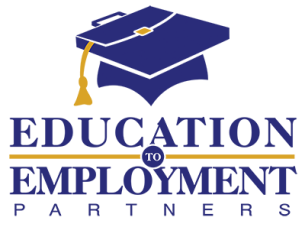 EDUCATION
TO
EMPLOYMENT
PARTNERS